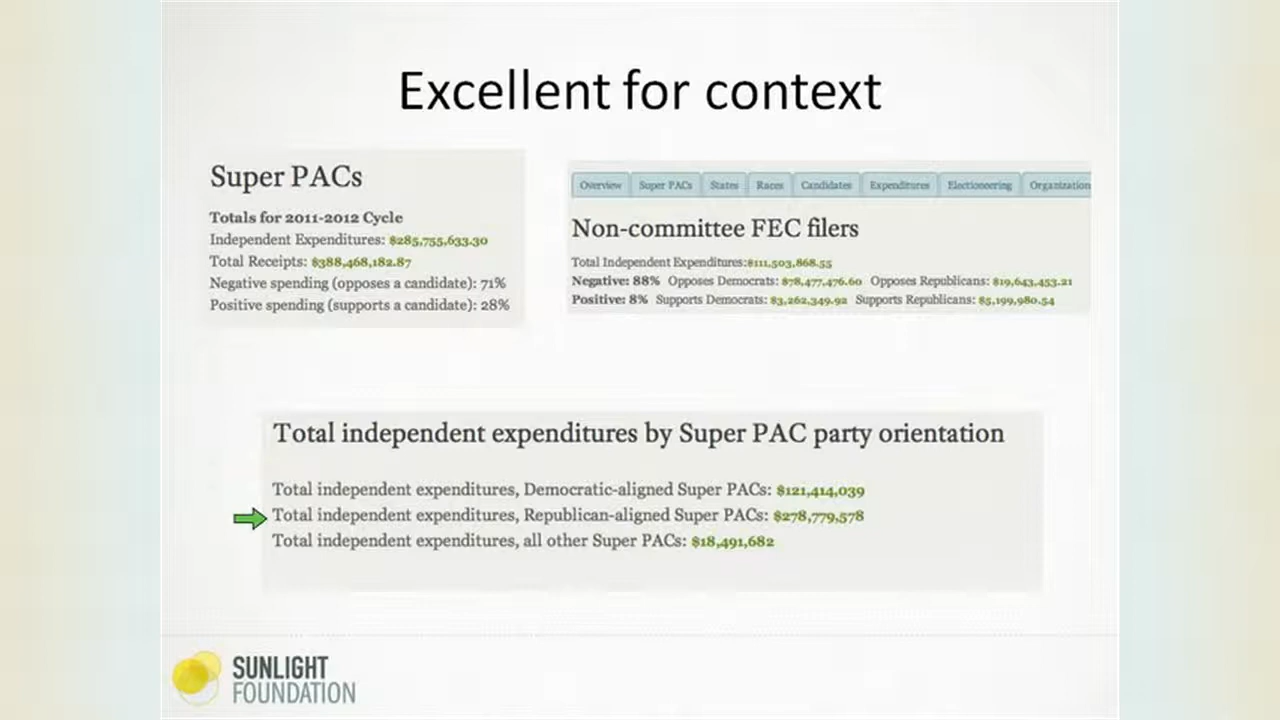 Excellent for context
Super PACs
Totals for 2011-2012 Cycle
Independent Expenditures: $285,755,633.30
Total Receipts: $388,468,182.87
Negative spending (opposes a candidate): 71%
Positive spending (supports a candidate): 28%
Overview Super PACs States Races Candidates Expenditures Electioneering Organization
Non-committee FEC filers
Total Independent Expenditures:$111,503,868.55
Negative: 88% Opposes Democrats: $78,477,476.60 Opposes Republicans: $19,643,453.21
Positive: 8% Supports Democrats: $3,262,349.92 Supports Republicans: $5,199,980.54
Total independent expenditures by Super PAC party orientation
Total independent expenditures, Democratic-aligned Super PACs: $121,414,039
Total independent expenditures, Republican-aligned Super PACs: $278,779,578
Total independent expenditures, all other Super PACs: $18,491,682
SUNLIGHT
FOUNDATION